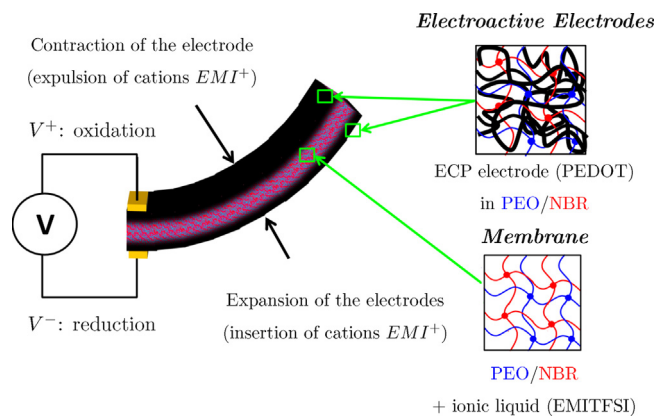 Electroactive Electrodes
Contraction of the electrode
(expulsion of cations EMI⁺)
V⁺: oxidation
V
V⁻: reduction
Expansion of the electrodes
(insertion of cations EMI⁺)
ECP electrode (PEDOT)
in PEO/NBR
Membrane
PEO/NBR
+ ionic liquid (EMITFSI)